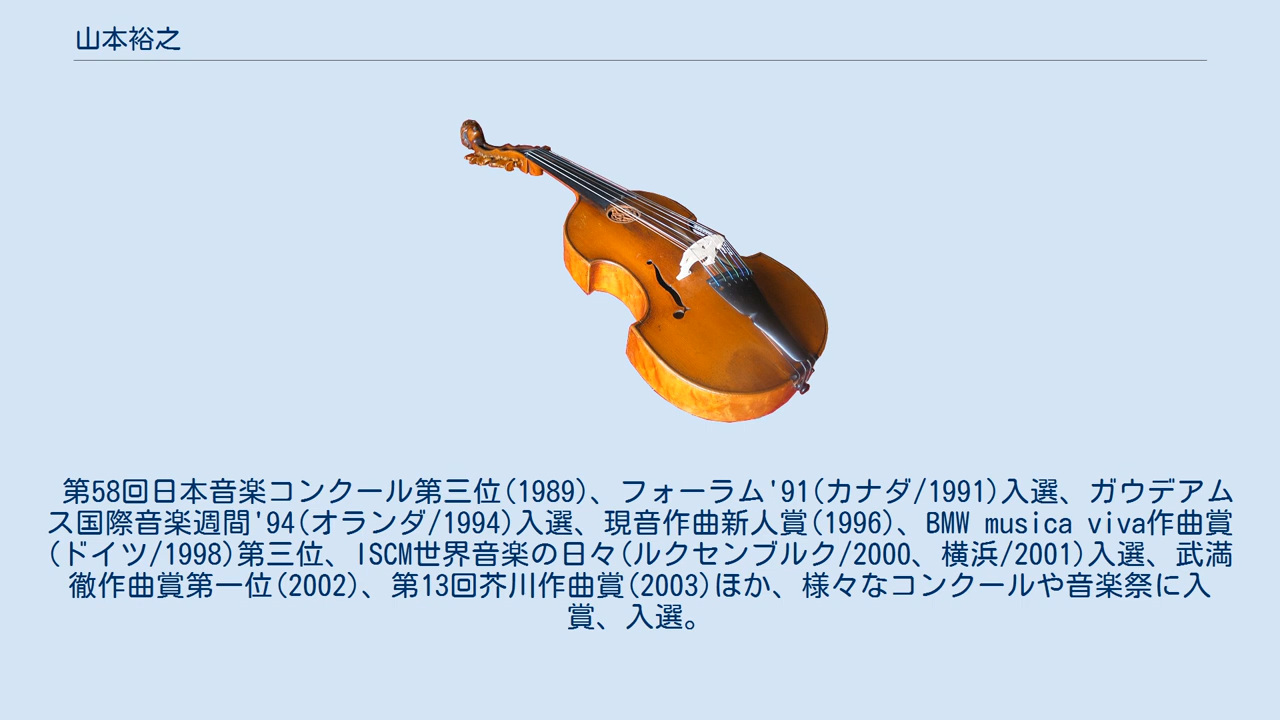 山本裕之
第58回日本音楽コンクール第三位(1989)、フォーラム'91(カナダ/1991)入選、ガウデアム
ス国際音楽週間'94(オランダ/1994)入選、現音作曲新人賞(1996)、BMW musica viva作曲賞
(ドイツ/1998)第三位、ISCM世界音楽の日々(ルクセンブルク/2000、横浜/2001)入選、武満
徹作曲賞第一位(2002)、第13回芥川作曲賞(2003)ほか、様々なコンクールや音楽祭に入
賞、入選。